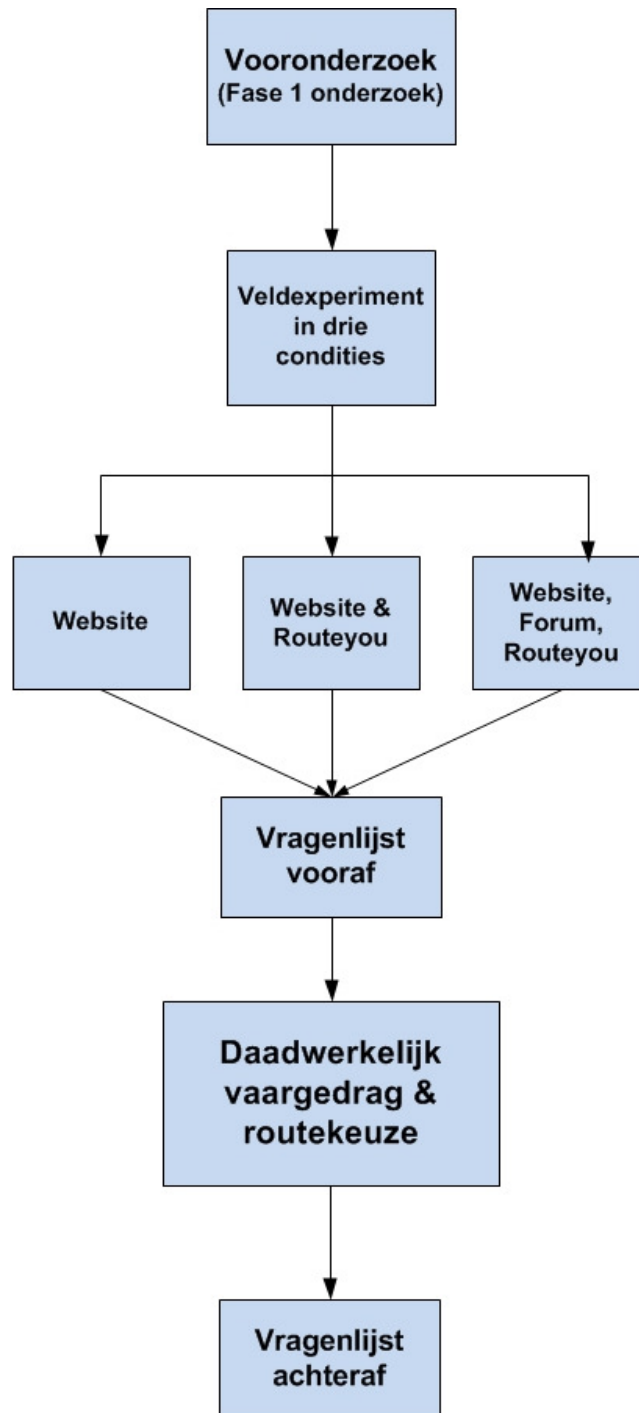 Vooronderzoek
(Fase 1 onderzoek)
Veldexperiment
in drie
condities
Website
Website &
Routeyou
Website,
Forum,
Routeyou
Vragenlijst
vooraf
Daadwerkelijk
vaargedrag &
routekeuze
Vragenlijst
achteraf